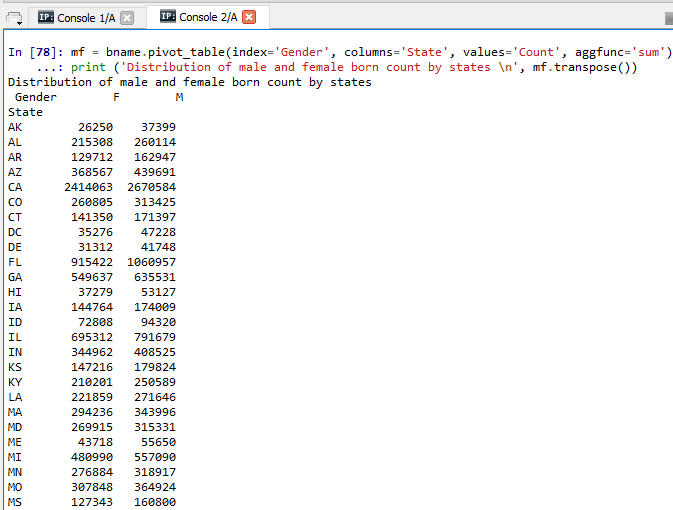 IP: Console 1/A IP: Console 2/A
In [78]: mf = bname.pivot_table(index='Gender', columns='State', values='Count', aggfunc='sum')
...: print ('Distribution of male and female born count by states \n', mf.transpose())
Distribution of male and female born count by states
Gender F M
State
AK 26250 37399
AL 215308 260114
AR 129712 162947
AZ 368567 439691
CA 2414063 2670584
CO 260805 313425
CT 141350 171397
DC 35276 47228
DE 31312 41748
FL 915422 1060957
GA 549637 635531
HI 37279 53127
IA 144764 174009
ID 72808 94320
IL 695312 791679
IN 344962 408525
KS 147216 179824
KY 210201 250589
LA 221859 271646
MA 294236 343996
MD 269915 315331
ME 43718 55650
MI 480990 557090
MN 276884 318917
MO 307848 364924
MS 127343 160800